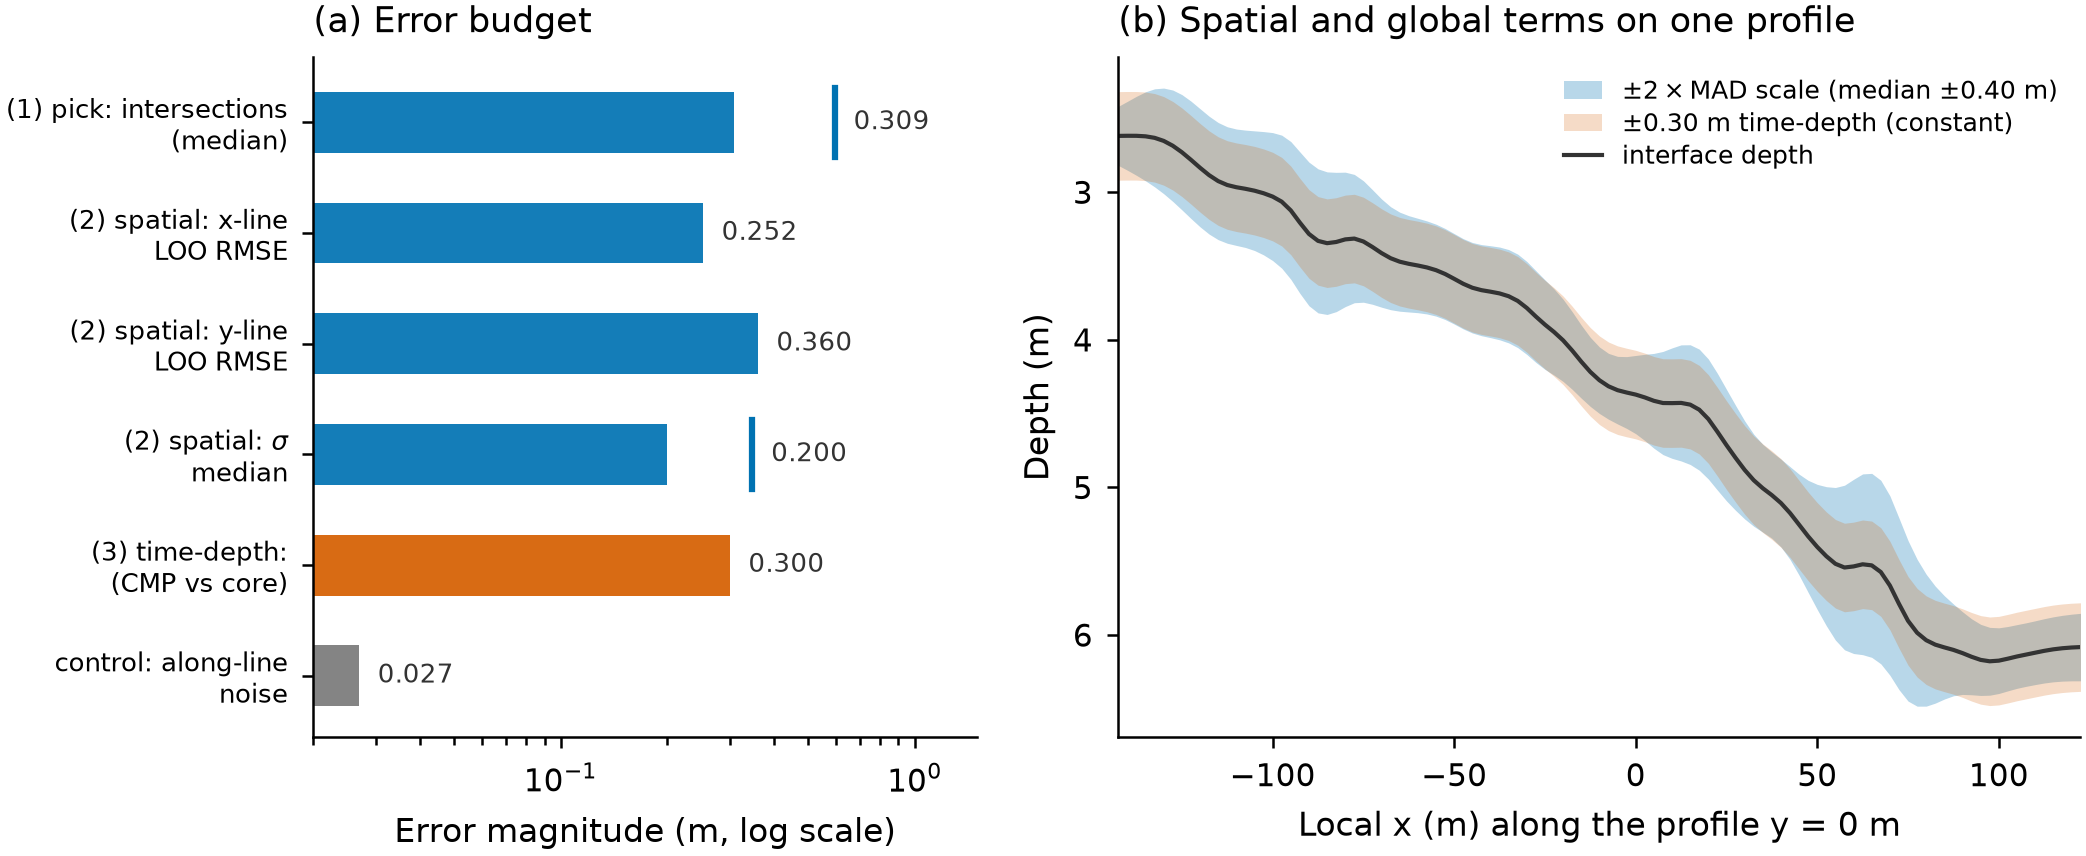 (a) Error budget
(1) pick: intersections
(median)
0.309
(2) spatial: x-line
LOO RMSE
0.252
(2) spatial: y-line
LOO RMSE
0.360
(2) spatial: σ
median
0.200
(3) time-depth:
(CMP vs core)
0.300
control: along-line
noise
0.027
10⁻¹
10⁰
Error magnitude (m, log scale)
(b) Spatial and global terms on one profile
±2 × MAD scale (median ±0.40 m)
±0.30 m time-depth (constant)
interface depth
3
4
5
6
Depth (m)
−100
−50
0
50
100
Local x (m) along the profile y = 0 m